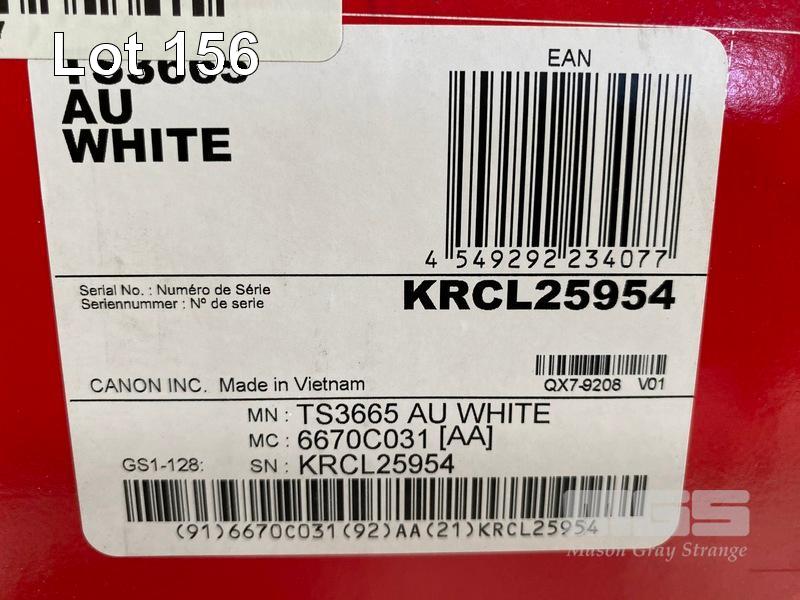 Lot 156
TS3665
AU
WHITE
EAN
4 549292 234077
Serial No. : Numéro de Série
Seriennummer : Nº de serie
KRCL25954
CANON INC. Made in Vietnam
QX7-9208 V01
MN : TS3665 AU WHITE
MC : 6670C031 [AA]
GS1-128: SN : KRCL25954
(91)6670C031(92)AA(21)KRCL25954
MGS
Mason Gray Strange